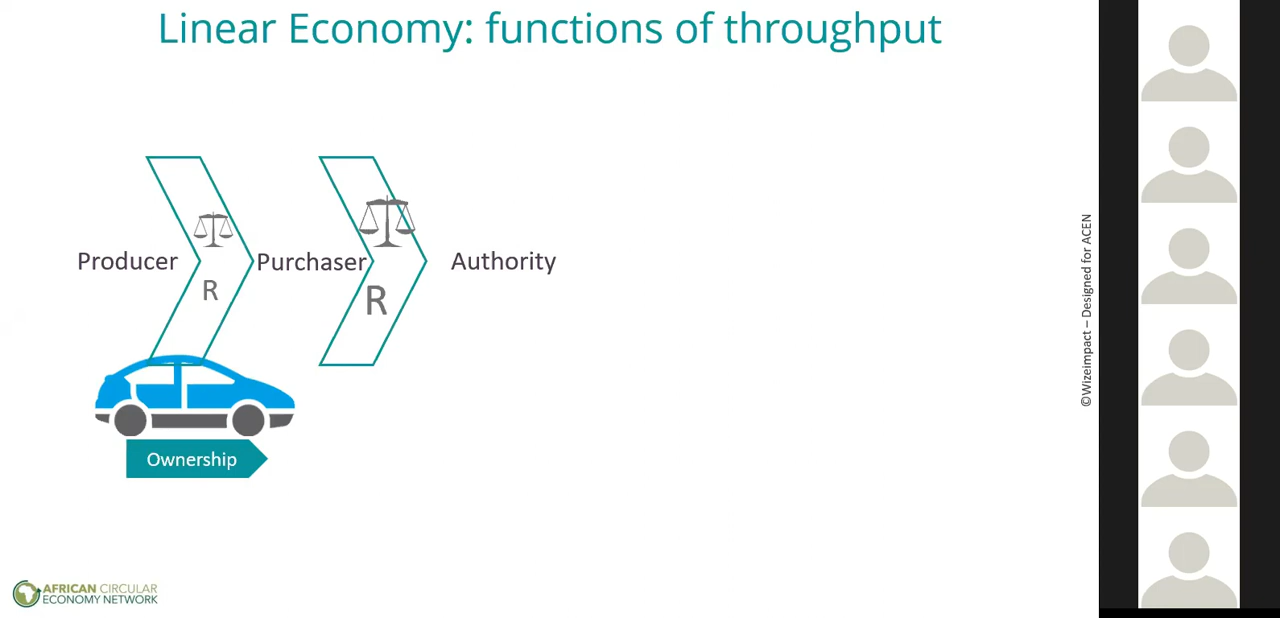 Linear Economy: functions of throughput
Producer
R
Purchaser
R
Authority
Ownership
©Wizeimpact – Designed for ACEN
AFRICAN CIRCULAR
ECONOMY NETWORK